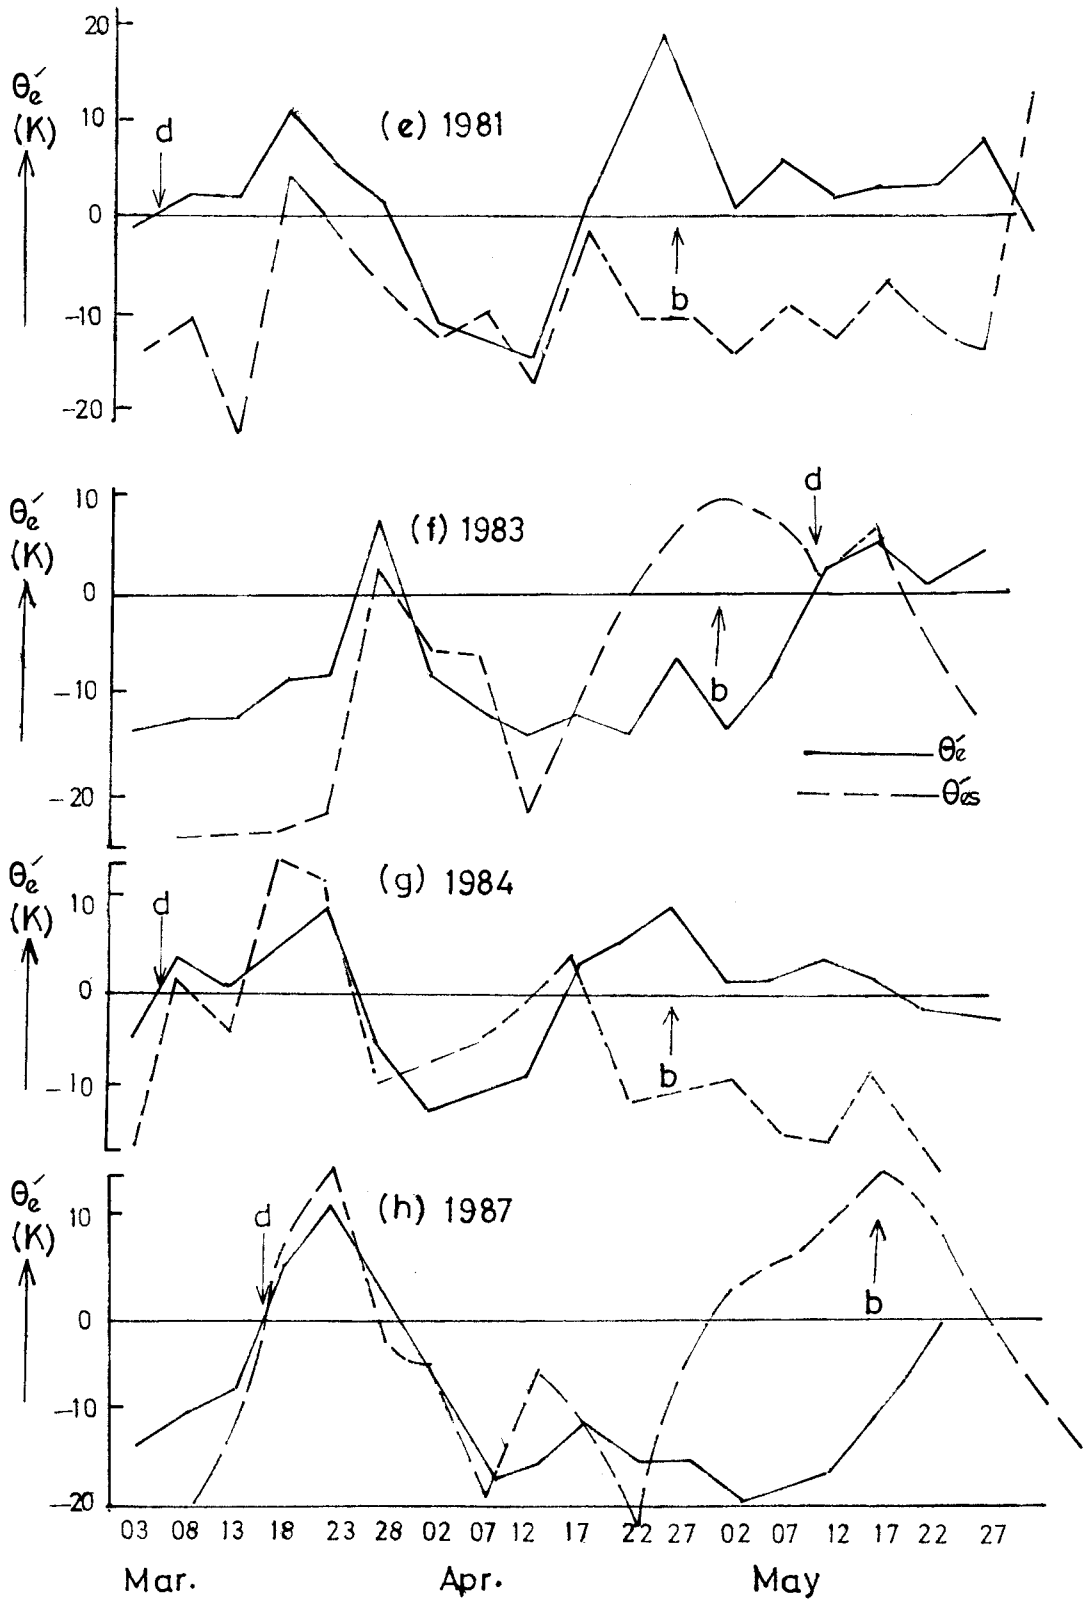 20
θe′
(K)
10
d
(e) 1981
0
-10
b
-20
10
d
θe′
(K)
(f) 1983
0
-10
b
θe′
-20
θes′
θe′
(K)
(g) 1984
10
d
0
-10
b
θe′
(K)
(h) 1987
10
d
b
0
-10
-20
03 08 13 18 23 28 02 07 12 17 22 27 02 07 12 17 22 27
Mar. Apr. May